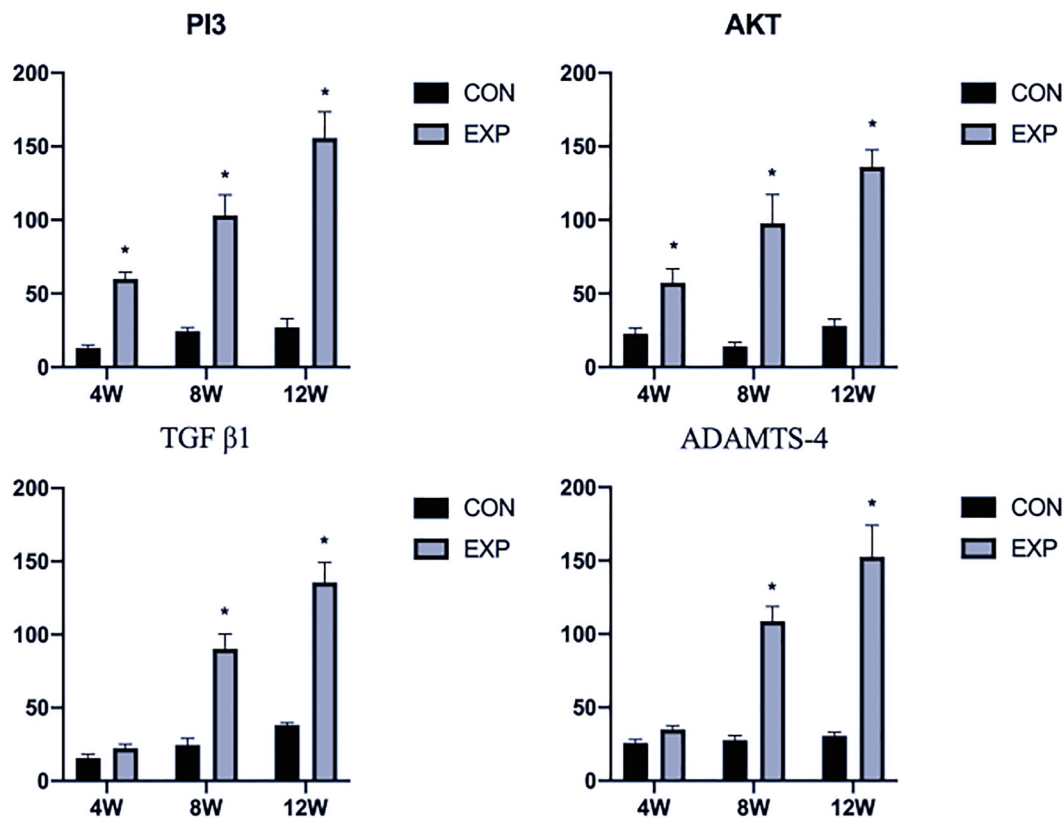 PI3
200
150
100
50
0
* * *
4W 8W 12W
CON
EXP
AKT
200
150
100
50
0
* * *
4W 8W 12W
CON
EXP
TGF β1
200
150
100
50
0
* *
4W 8W 12W
CON
EXP
ADAMTS-4
200
150
100
50
0
* *
4W 8W 12W
CON
EXP